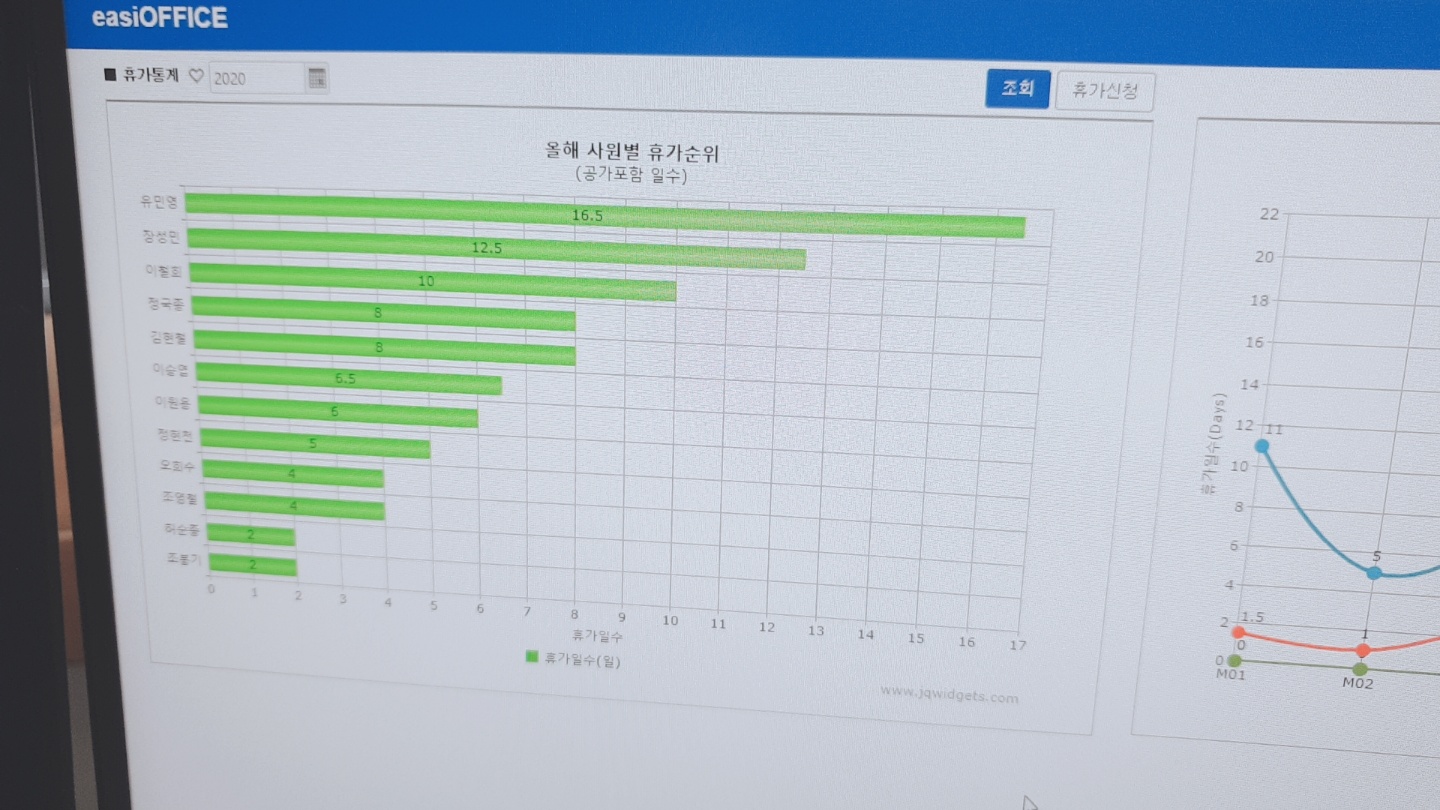 easiOFFICE
휴가통계 2020
조회 휴가신청
올해 사원별 휴가순위
(공가포함 일수)
유민영 16.5
장성민 12.5
이철희 10
정국종 8
김현철 8
6.5
이원용 6
정현전 5
오희수 4
조영철 4
허순종 2
조봉기 2
0 1 2 3 4 5 6 7 8 9 10 11 12 13 14 15 16 17
휴가일수
휴가일수(일)
www.jqwidgets.com
휴가일수(Days)
22
20
18
16
14
12 11
10
8
6 5
4
2 1.5 1
0 0
M01 M02